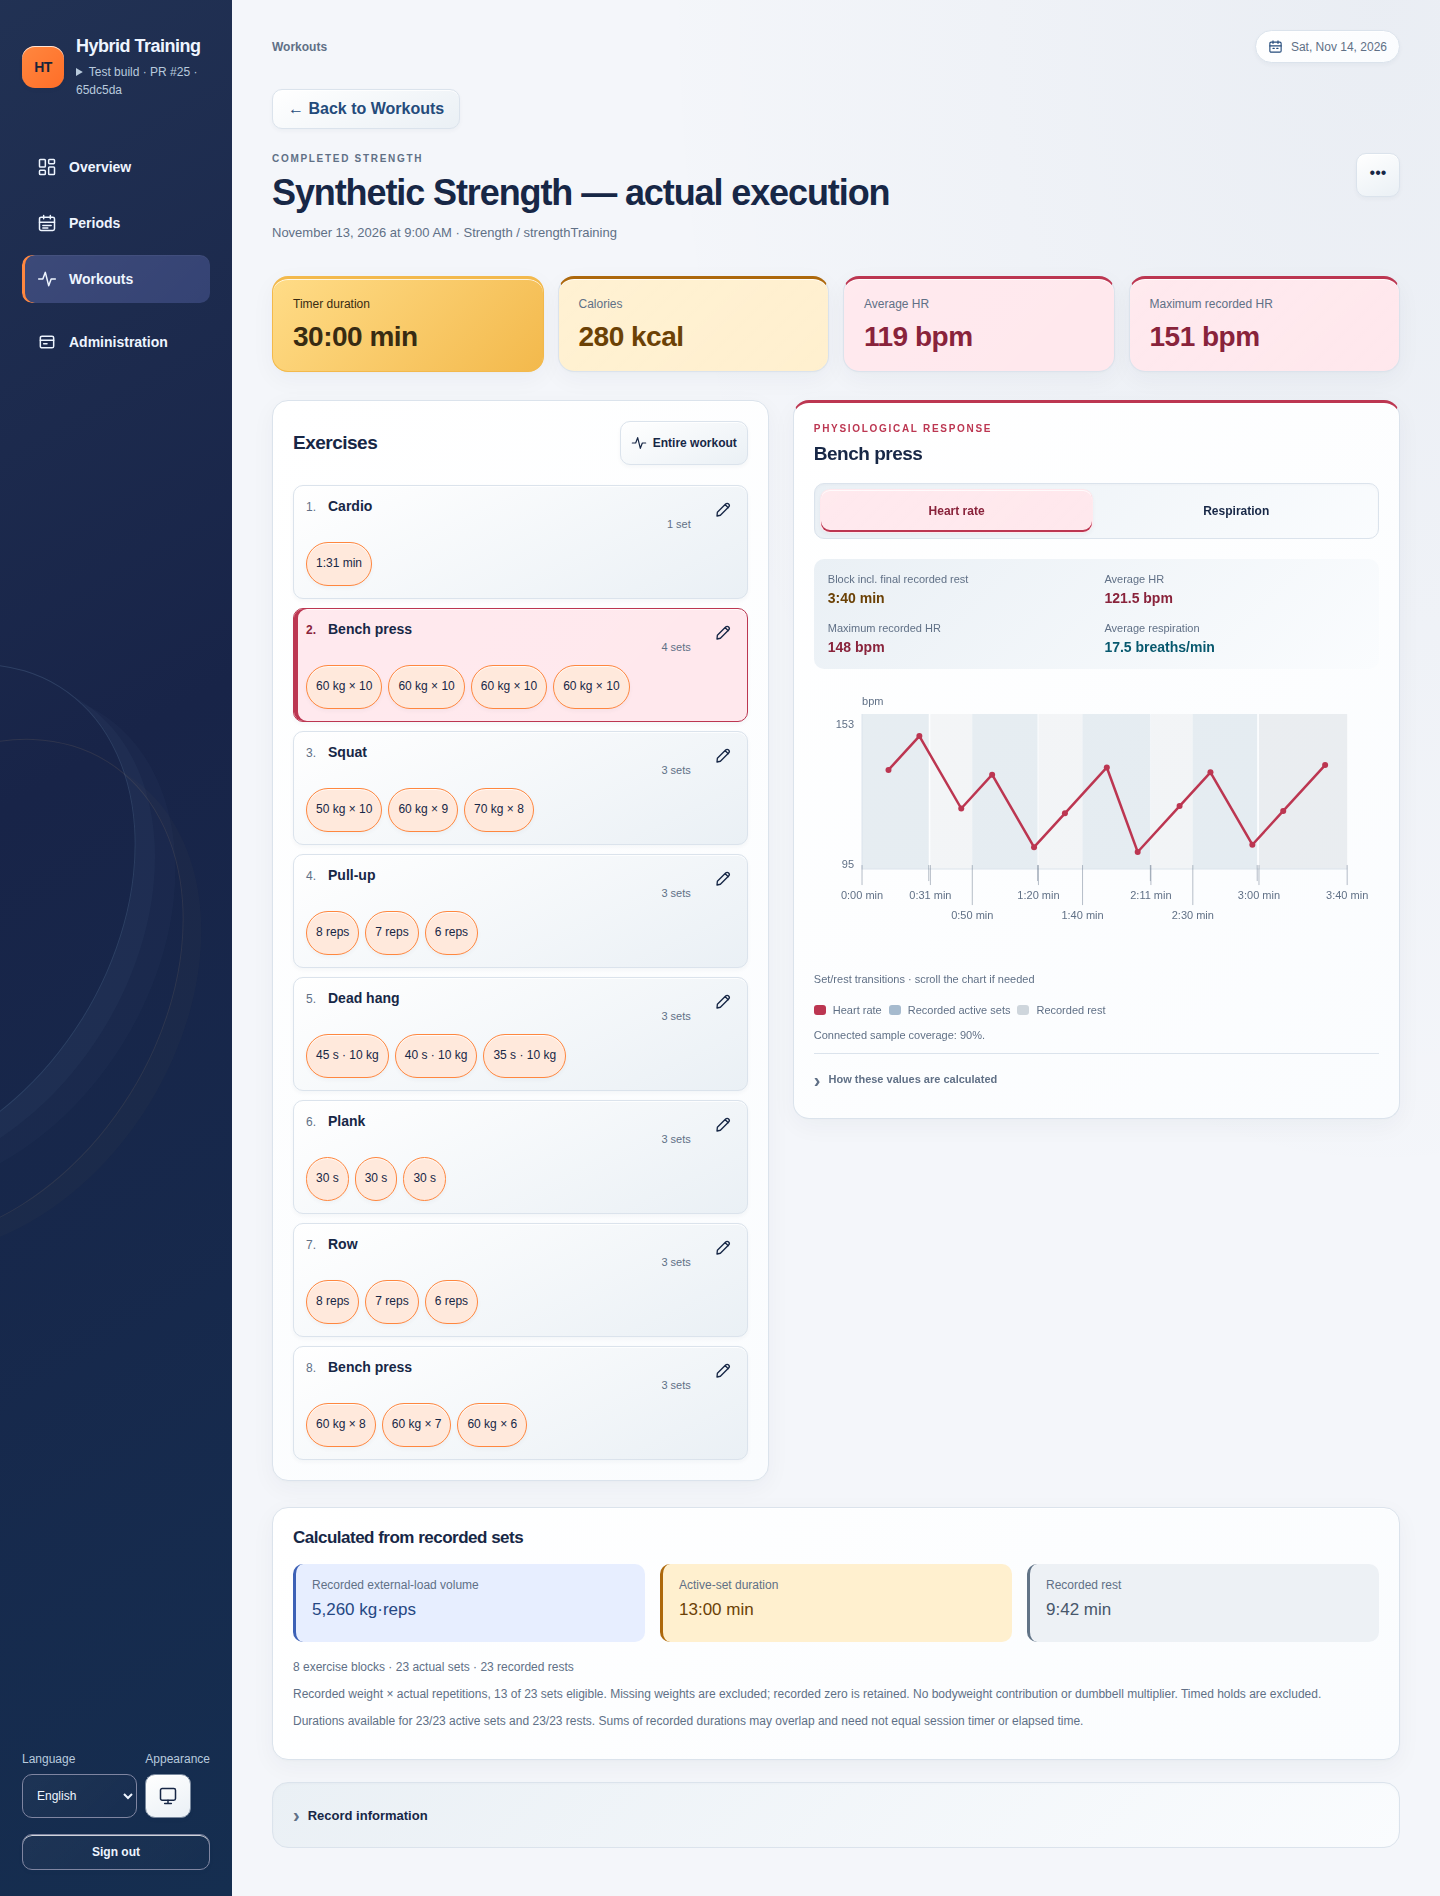 HT
Hybrid Training
▶ Test build · PR #25 ·
65dc5da
Overview
Periods
Workouts
Administration
Language
Appearance
English
Sign out
Workouts
Sat, Nov 14, 2026
← Back to Workouts
COMPLETED STRENGTH
Synthetic Strength — actual execution
•••
November 13, 2026 at 9:00 AM · Strength / strengthTraining
Timer duration
30:00 min
Calories
280 kcal
Average HR
119 bpm
Maximum recorded HR
151 bpm
Exercises
Entire workout
1. Cardio
1 set
1:31 min
2. Bench press
4 sets
60 kg × 10 60 kg × 10 60 kg × 10 60 kg × 10
3. Squat
3 sets
50 kg × 10 60 kg × 9 70 kg × 8
4. Pull-up
3 sets
8 reps 7 reps 6 reps
5. Dead hang
3 sets
45 s · 10 kg 40 s · 10 kg 35 s · 10 kg
6. Plank
3 sets
30 s 30 s 30 s
7. Row
3 sets
8 reps 7 reps 6 reps
8. Bench press
3 sets
60 kg × 8 60 kg × 7 60 kg × 6
PHYSIOLOGICAL RESPONSE
Bench press
Heart rate Respiration
Block incl. final recorded rest
3:40 min
Average HR
121.5 bpm
Maximum recorded HR
148 bpm
Average respiration
17.5 breaths/min
bpm
153
95
0:00 min 0:31 min 1:20 min 2:11 min 3:00 min 3:40 min
0:50 min 1:40 min 2:30 min
Set/rest transitions · scroll the chart if needed
Heart rate Recorded active sets Recorded rest
Connected sample coverage: 90%.
› How these values are calculated
Calculated from recorded sets
Recorded external-load volume
5,260 kg·reps
Active-set duration
13:00 min
Recorded rest
9:42 min
8 exercise blocks · 23 actual sets · 23 recorded rests
Recorded weight × actual repetitions, 13 of 23 sets eligible. Missing weights are excluded; recorded zero is retained. No bodyweight contribution or dumbbell multiplier. Timed holds are excluded.
Durations available for 23/23 active sets and 23/23 rests. Sums of recorded durations may overlap and need not equal session timer or elapsed time.
› Record information